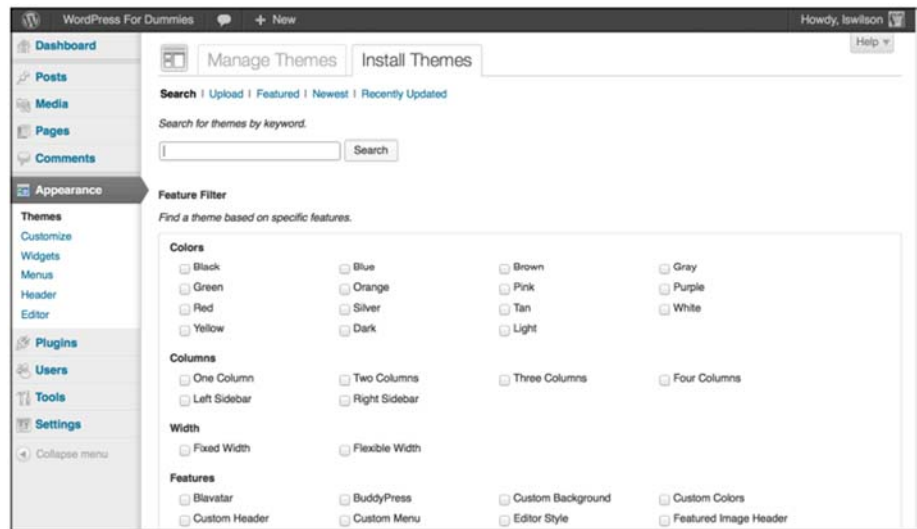 WordPress For Dummies + New Howdy, lswilson
Dashboard
Posts
Media
Pages
Comments
Appearance
Themes
Customize
Widgets
Menus
Header
Editor
Plugins
Users
Tools
Settings
Collapse menu
Help
Manage Themes Install Themes
Search | Upload | Featured | Newest | Recently Updated
Search for themes by keyword.
Search
Feature Filter
Find a theme based on specific features.
Colors
Black Blue Brown Gray
Green Orange Pink Purple
Red Silver Tan White
Yellow Dark Light
Columns
One Column Two Columns Three Columns Four Columns
Left Sidebar Right Sidebar
Width
Fixed Width Flexible Width
Features
Blavatar BuddyPress Custom Background Custom Colors
Custom Header Custom Menu Editor Style Featured Image Header